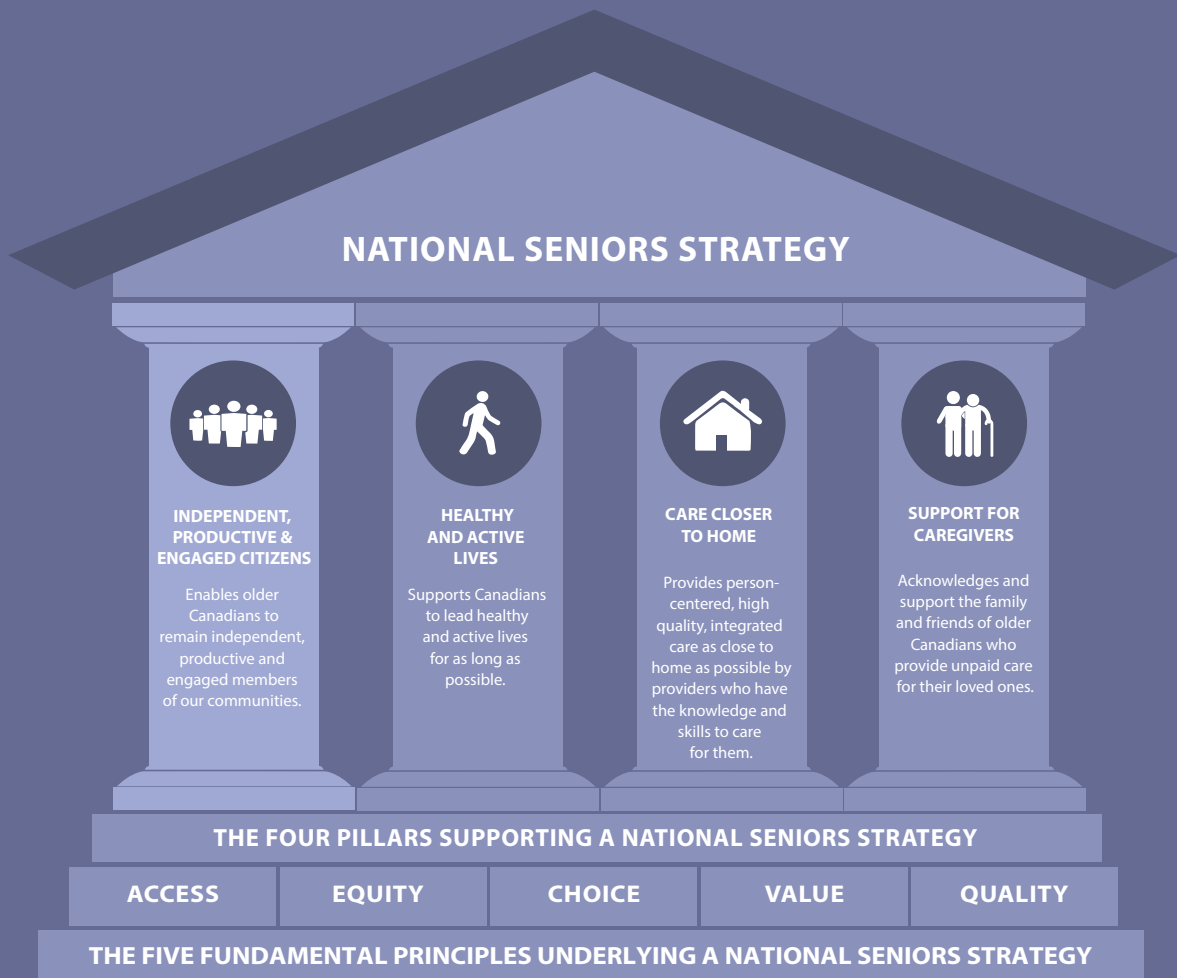 NATIONAL SENIORS STRATEGY
INDEPENDENT,
PRODUCTIVE &
ENGAGED CITIZENS
Enables older
Canadians to
remain independent,
productive and
engaged members
of our communities.
HEALTHY
AND ACTIVE
LIVES
Supports Canadians
to lead healthy
and active lives
for as long as
possible.
CARE CLOSER
TO HOME
Provides person-
centered, high
quality, integrated
care as close to
home as possible by
providers who have
the knowledge and
skills to care
for them.
SUPPORT FOR
CAREGIVERS
Acknowledges and
support the family
and friends of older
Canadians who
provide unpaid care
for their loved ones.
THE FOUR PILLARS SUPPORTING A NATIONAL SENIORS STRATEGY
ACCESS
EQUITY
CHOICE
VALUE
QUALITY
THE FIVE FUNDAMENTAL PRINCIPLES UNDERLYING A NATIONAL SENIORS STRATEGY